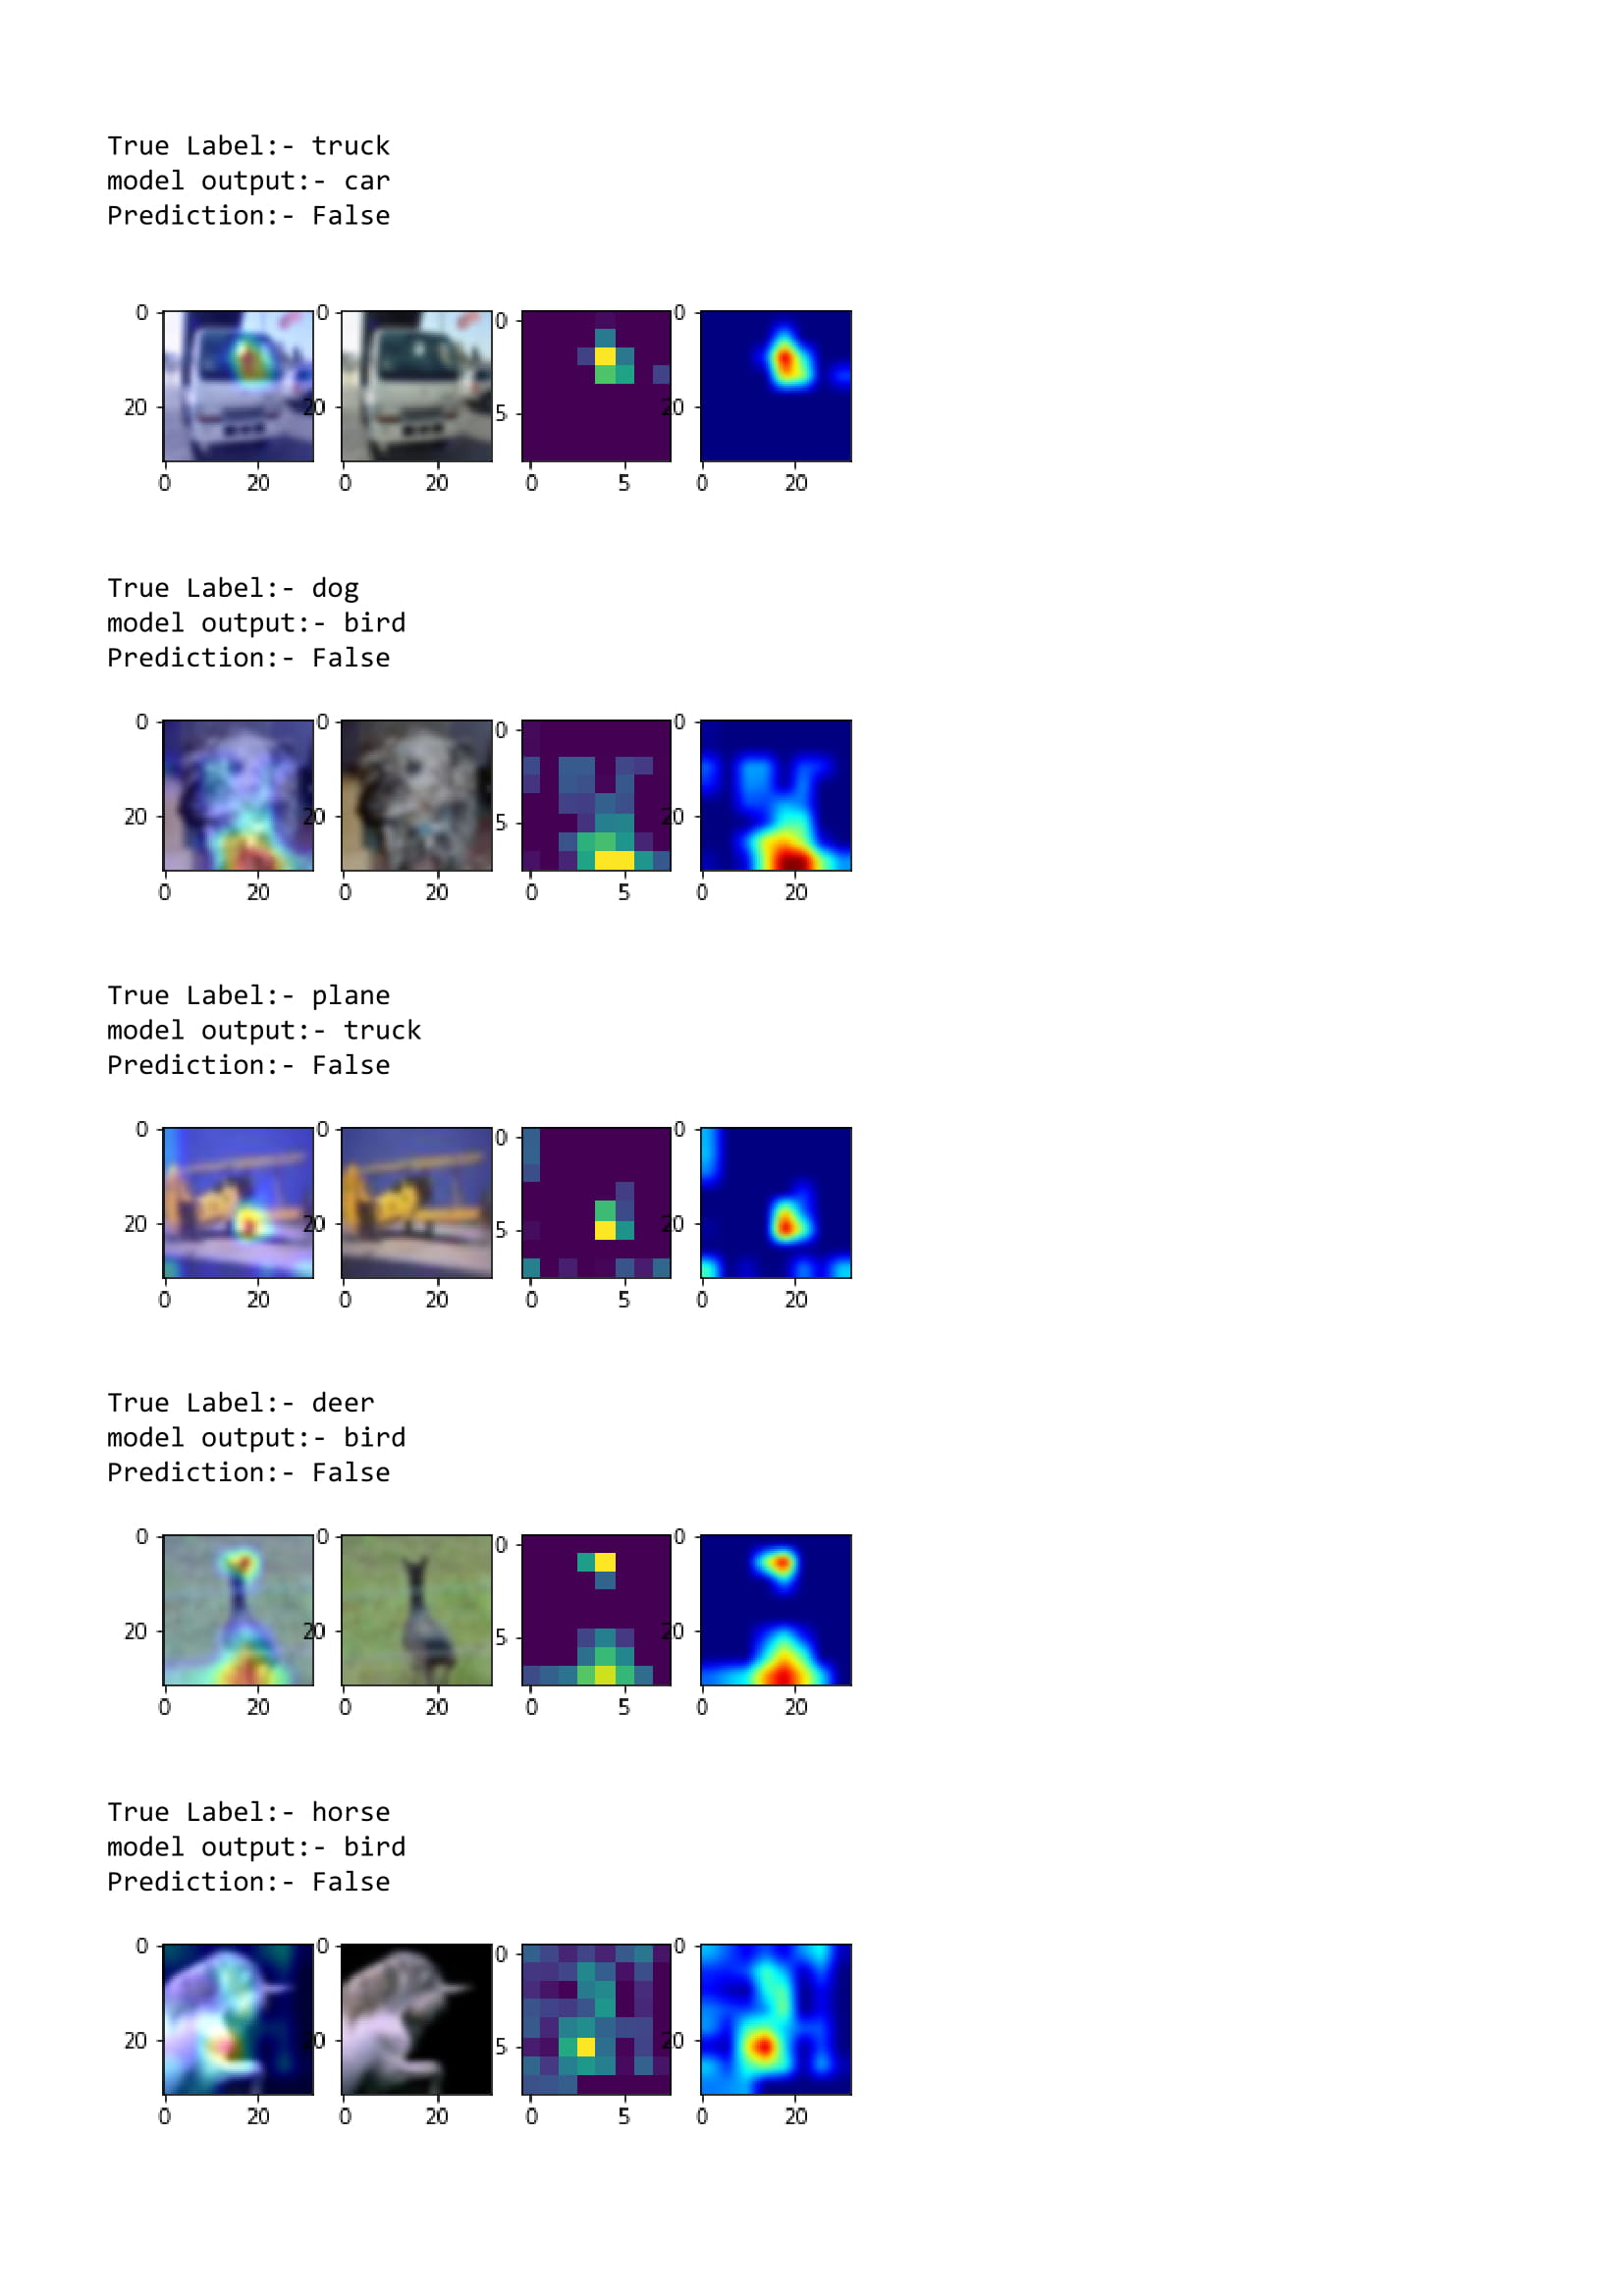 True Label:- truck
model output:- car
Prediction:- False
0 0 0 0
20 20 5 20
0 20 0 20 0 5 0 20
True Label:- dog
model output:- bird
Prediction:- False
0 0 0 0
20 20 5 20
0 20 0 20 0 5 0 20
True Label:- plane
model output:- truck
Prediction:- False
0 0 0 0
20 20 5 20
0 20 0 20 0 5 0 20
True Label:- deer
model output:- bird
Prediction:- False
0 0 0 0
20 20 5 20
0 20 0 20 0 5 0 20
True Label:- horse
model output:- bird
Prediction:- False
0 0 0 0
20 20 5 20
0 20 0 20 0 5 0 20